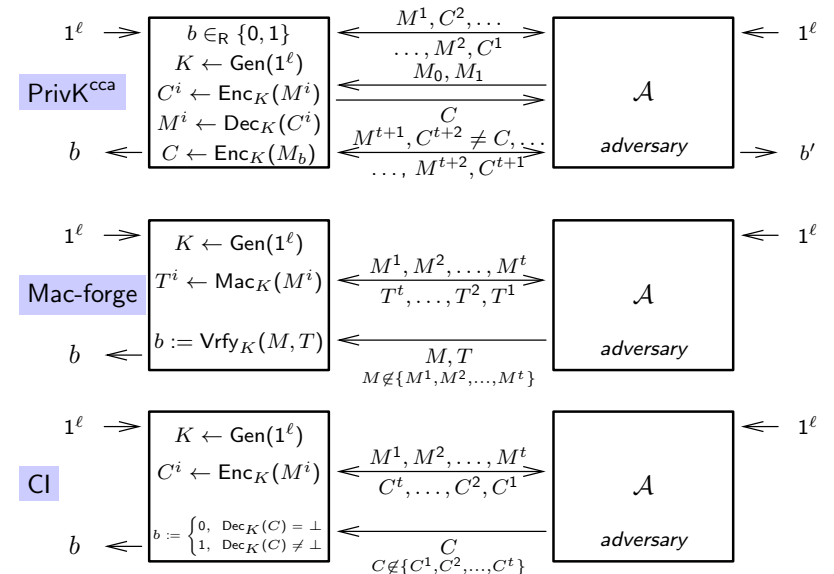 1^ℓ
b ∈_R {0, 1}
M^1, C^2, . . .
1^ℓ
. . . , M^2, C^1
K ← Gen(1^ℓ)
M_0, M_1
PrivK^cca
C^i ← Enc_K(M^i)
A
C
M^i ← Dec_K(C^i)
M^{t+1}, C^{t+2} ≠ C, . . .
b
C ← Enc_K(M_b)
adversary
b′
. . . , M^{t+2}, C^{t+1}
1^ℓ
K ← Gen(1^ℓ)
1^ℓ
M^1, M^2, . . . , M^t
T^i ← Mac_K(M^i)
Mac-forge
T^t, . . . , T^2, T^1
A
b := Vrfy_K(M, T)
b
M, T
adversary
M∉{M^1,M^2,...,M^t}
1^ℓ
K ← Gen(1^ℓ)
1^ℓ
M^1, M^2, . . . , M^t
C^i ← Enc_K(M^i)
CI
C^t, . . . , C^2, C^1
A
b := { 0, Dec_K(C) = ⊥
1, Dec_K(C) ≠ ⊥
b
C
adversary
C∉{C^1,C^2,...,C^t}